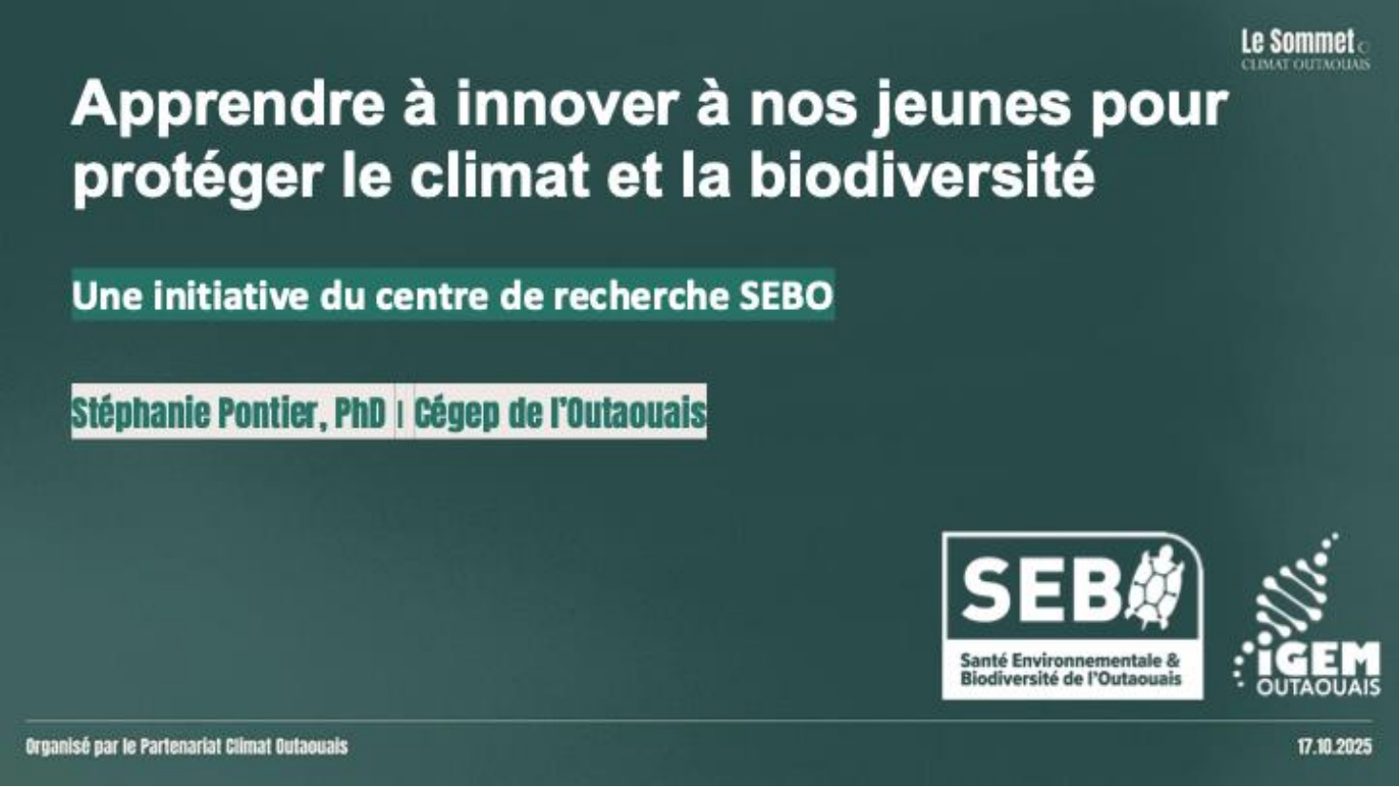 Le Sommet
CLIMAT OUTAOUAIS
Apprendre à innover à nos jeunes pour
protéger le climat et la biodiversité
Une initiative du centre de recherche SEBO
Stéphanie Pontier, PhD | Cégep de l'Outaouais
SEBO
Santé Environnementale &
Biodiversité de l'Outaouais
iGEM
OUTAOUAIS
Organisé par le Partenariat Climat Outaouais
17.10.2025